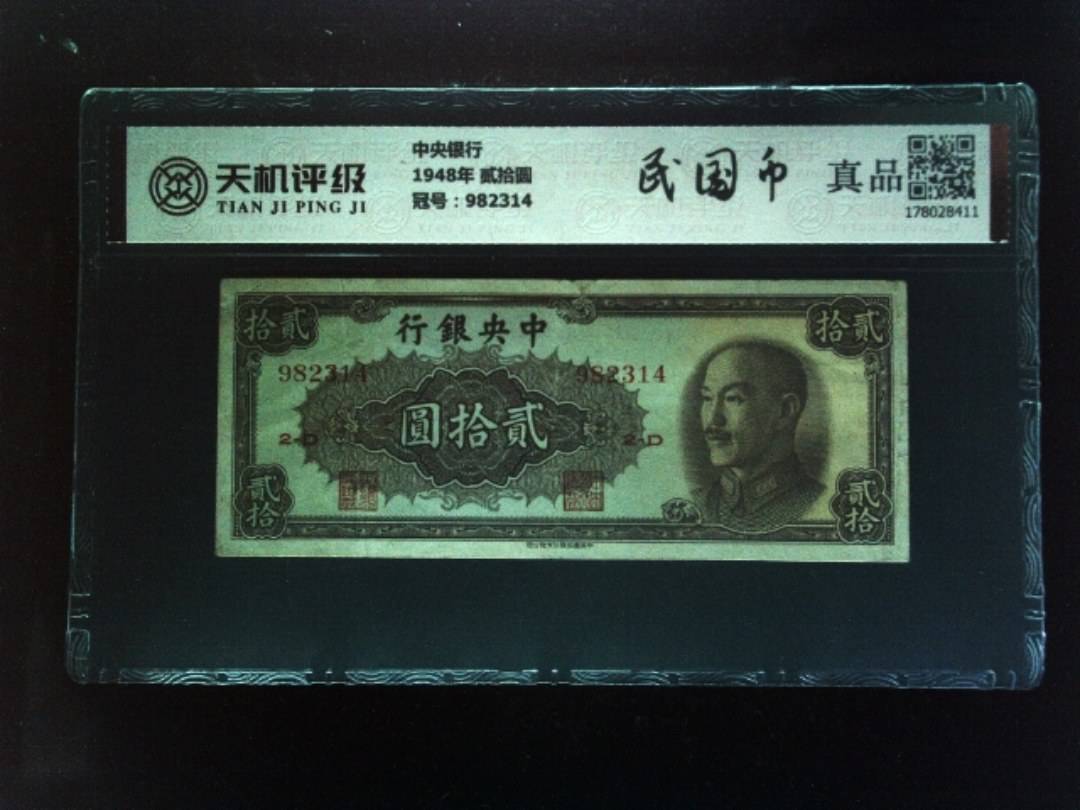 天机评级
TIAN JI PING JI
中央银行
1948年 贰拾圆
冠号：982314
民国币
真品
178028411
拾贰
行銀央中
拾貳
982314
982314
圓拾貳
2-D
2-D
貳拾
貳拾